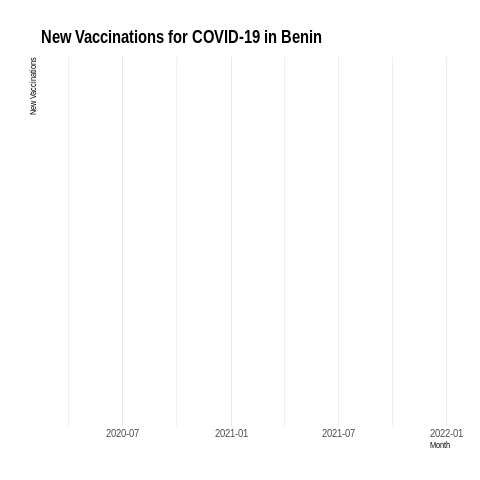 New Vaccinations for COVID-19 in Benin
New Vaccinations
2020-07 2021-01 2021-07 2022-01
Month